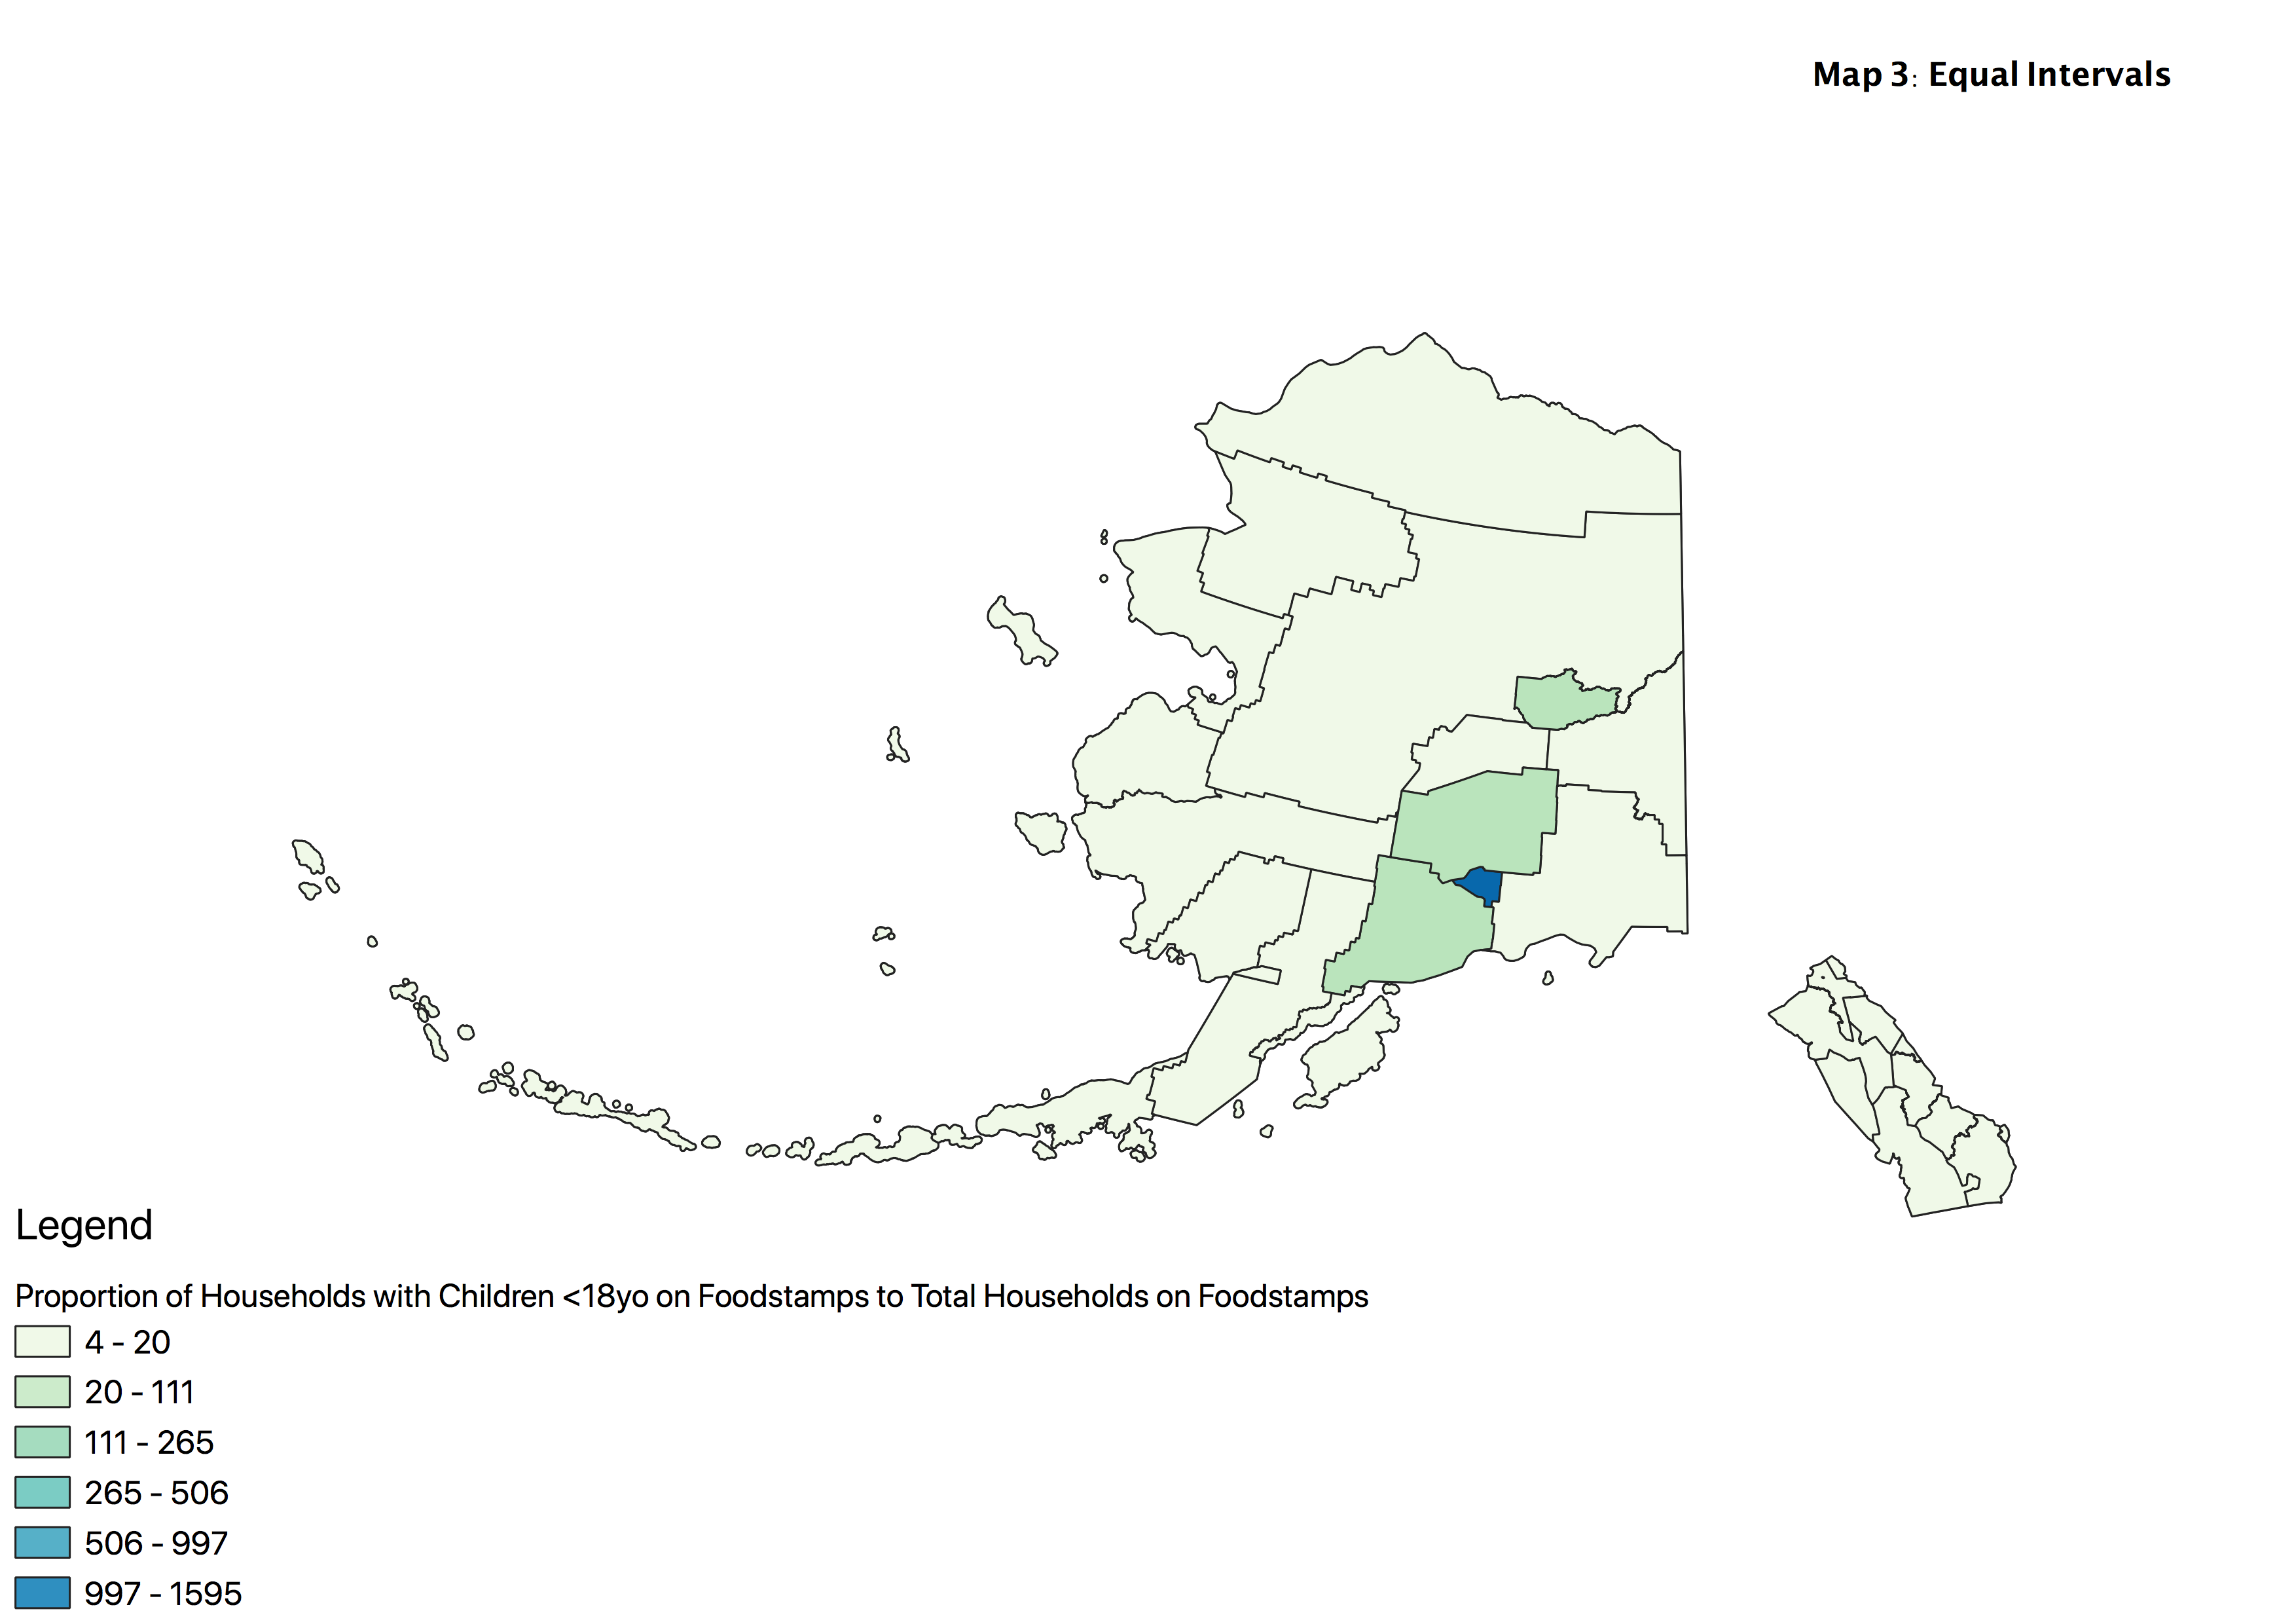 Map 3: Equal Intervals
Legend
Proportion of Households with Children <18yo on Foodstamps to Total Households on Foodstamps
4 - 20
20 - 111
111 - 265
265 - 506
506 - 997
997 - 1595